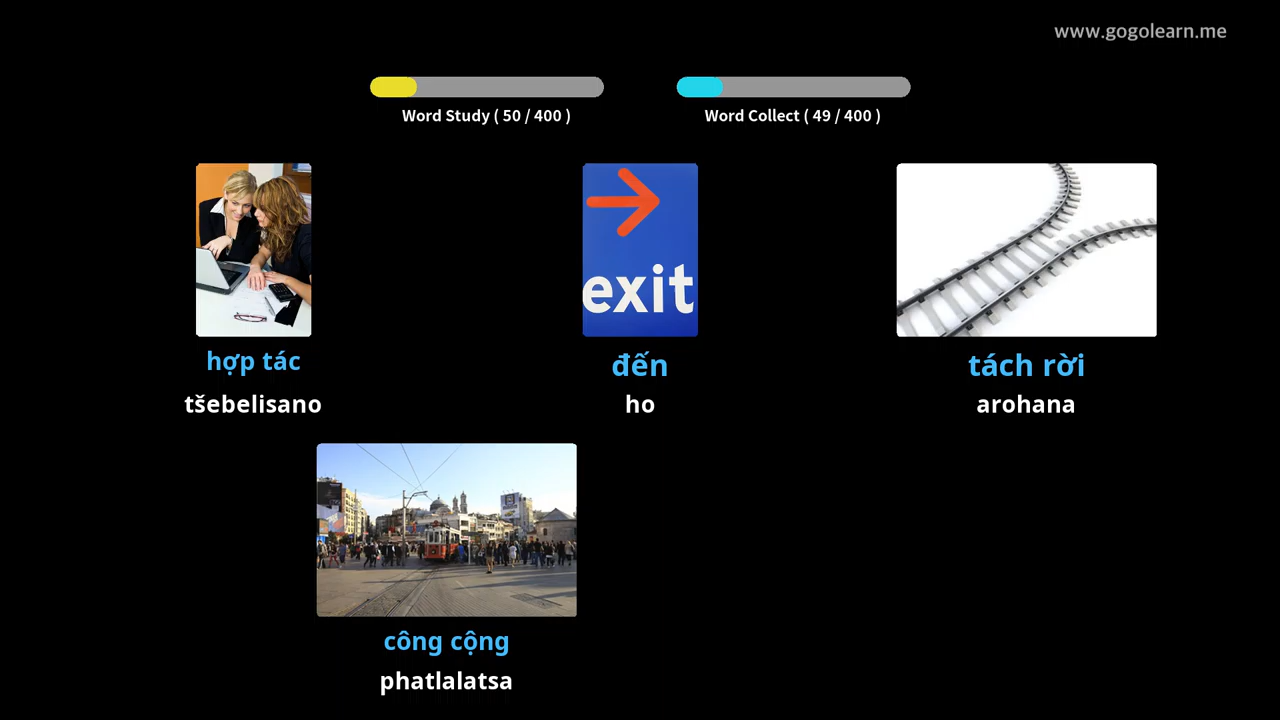 www.gogolearn.me
Word Study ( 50 / 400 )
Word Collect ( 49 / 400 )
exit
hợp tác
đến
tách rời
tšebelisano
ho
arohana
công cộng
phatlalatsa